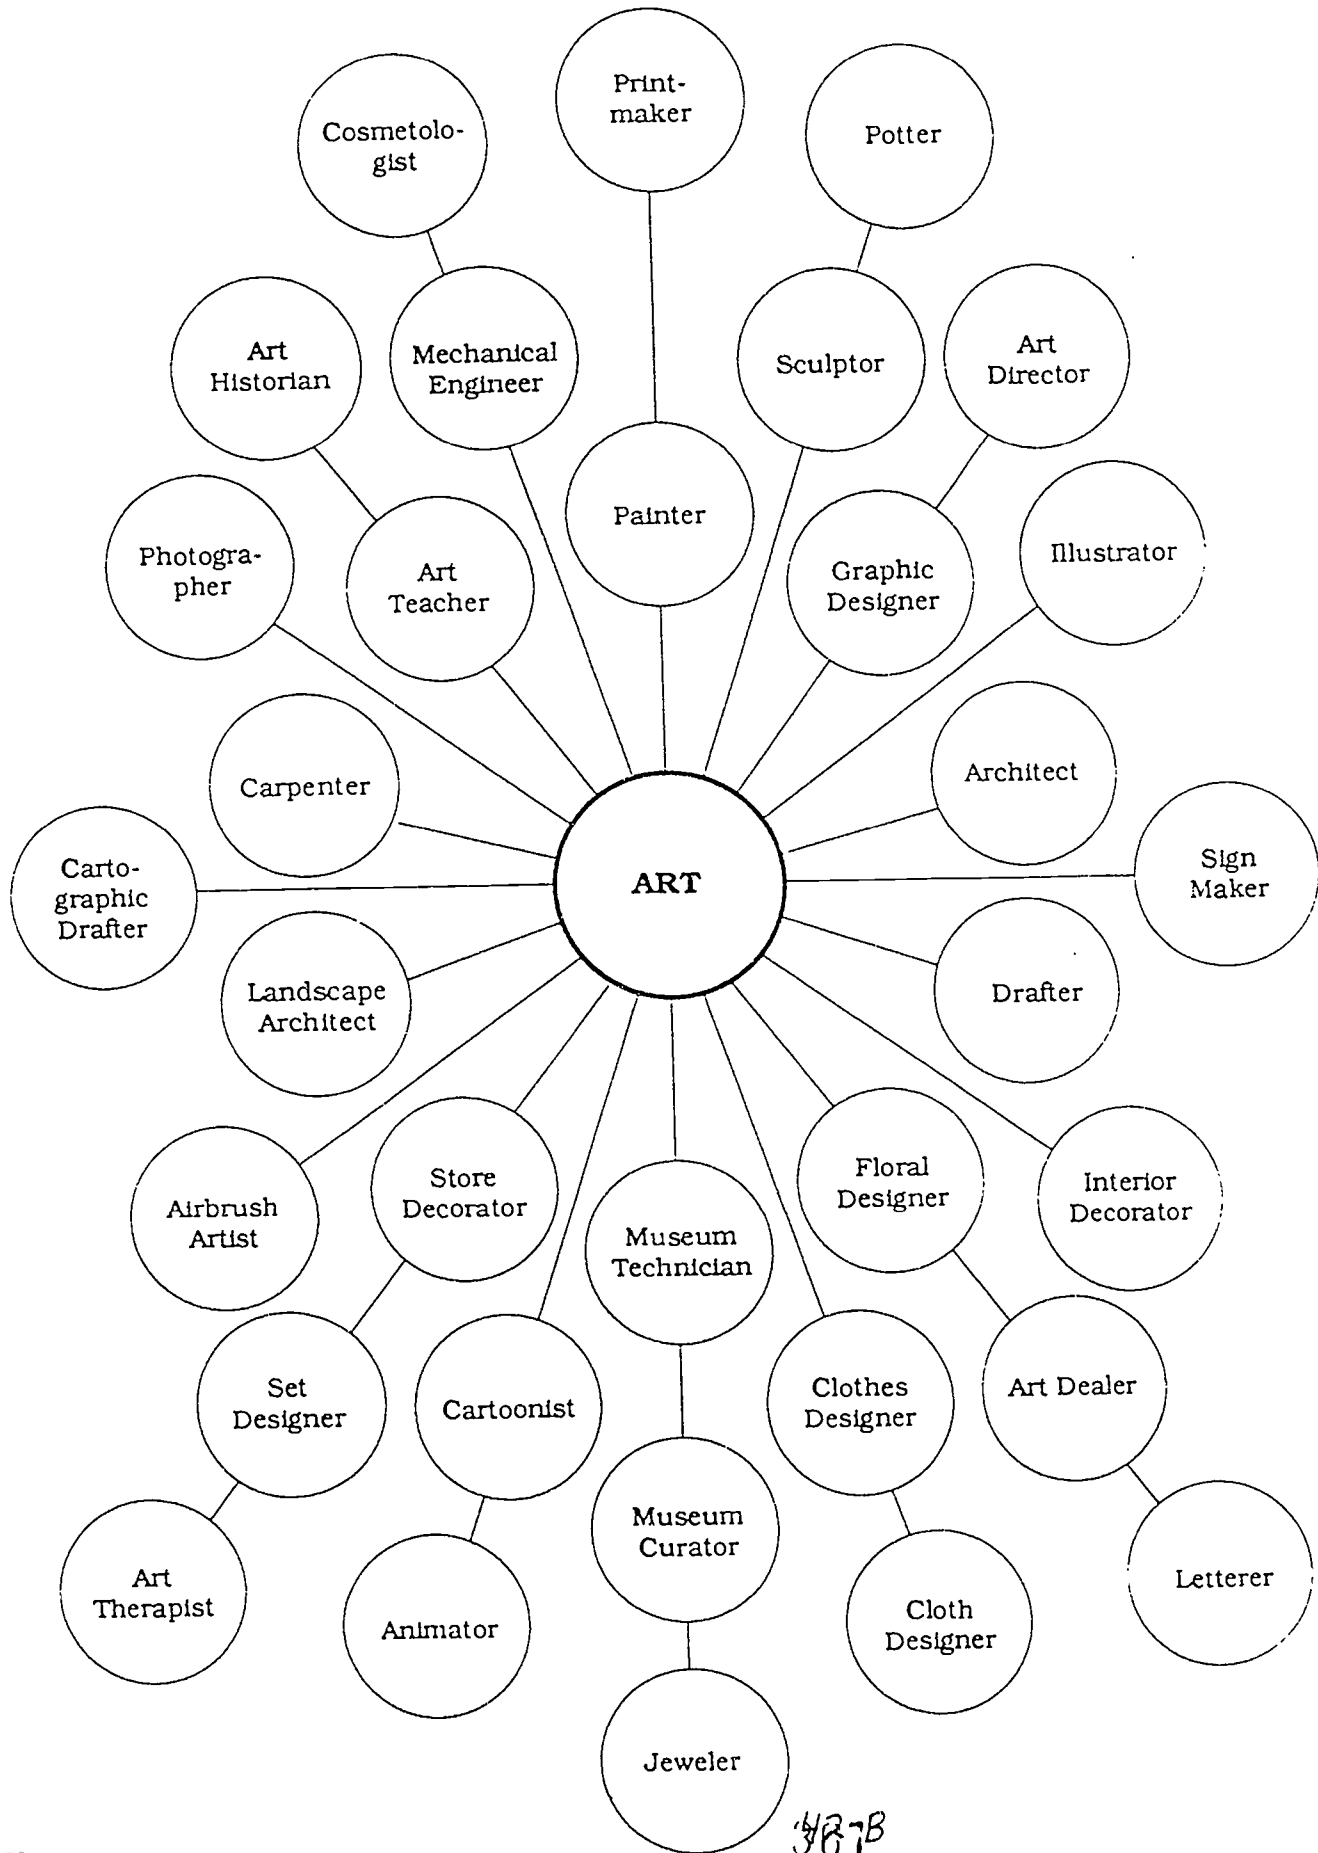 Print-
maker
Cosmetolo-
gist
Potter
Art
Historian
Mechanical
Engineer
Sculptor
Art
Director
Photogra-
pher
Art
Teacher
Painter
Graphic
Designer
Illustrator
Carpenter
Architect
Carto-
graphic
Drafter
ART
Sign
Maker
Landscape
Architect
Drafter
Airbrush
Artist
Store
Decorator
Museum
Technician
Floral
Designer
Interior
Decorator
Set
Designer
Cartoonist
Clothes
Designer
Art Dealer
Art
Therapist
Animator
Museum
Curator
Cloth
Designer
Letterer
Jeweler